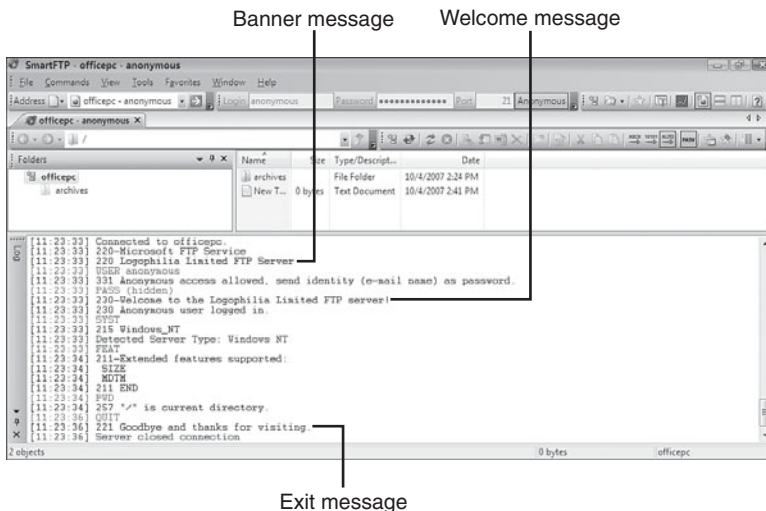 Banner message
Welcome message
SmartFTP - officepc - anonymous
File Commands View Tools Favorites Window Help
Address officepc - anonymous Login anonymous Password ●●●●●●●●●●●●● Port 21 Anonymous
officepc - anonymous
/
Folders
Name Size Type/Descript... Date
officepc
archives
archives File Folder 10/4/2007 2:24 PM
New T... 0 bytes Text Document 10/4/2007 2:41 PM
Log
[11:23:33] Connected to officepc.
[11:23:33] 220-Microsoft FTP Service
[11:23:33] 220 Logophilia Limited FTP Server
[11:23:33] USER anonymous
[11:23:33] 331 Anonymous access allowed, send identity (e-mail name) as password.
[11:23:33] PASS (hidden)
[11:23:33] 230-Welcome to the Logophilia Limited FTP server!
[11:23:33] 230 Anonymous user logged in.
[11:23:33] SYST
[11:23:33] 215 Windows_NT
[11:23:33] Detected Server Type: Windows NT
[11:23:33] FEAT
[11:23:34] 211-Extended features supported:
[11:23:34] SIZE
[11:23:34] MDTM
[11:23:34] 211 END
[11:23:34] PWD
[11:23:34] 257 "/" is current directory.
[11:23:36] QUIT
[11:23:36] 221 Goodbye and thanks for visiting.
[11:23:36] Server closed connection
2 objects 0 bytes officepc
Exit message